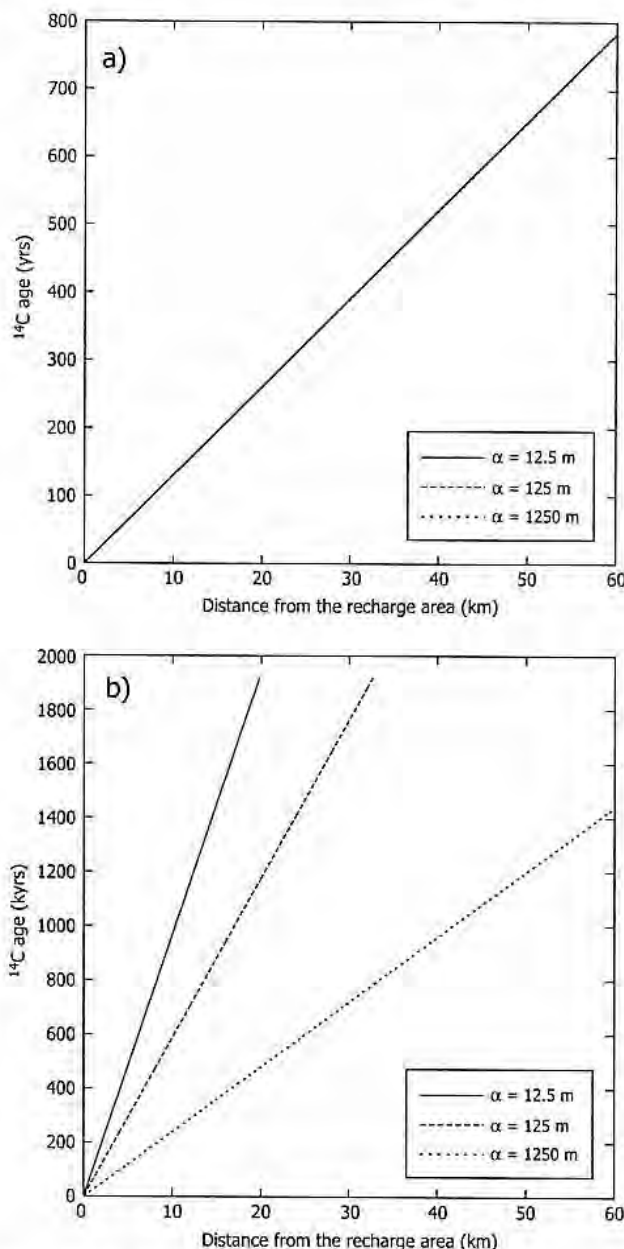 a)
800
700
600
500
400
300
200
100
0
¹⁴C age (yrs)
α = 12.5 m
α = 125 m
α = 1250 m
0 10 20 30 40 50 60
Distance from the recharge area (km)
b)
2000
1800
1600
1400
1200
1000
800
600
400
200
0
¹⁴C age (kyrs)
α = 12.5 m
α = 125 m
α = 1250 m
0 10 20 30 40 50 60
Distance from the recharge area (km)